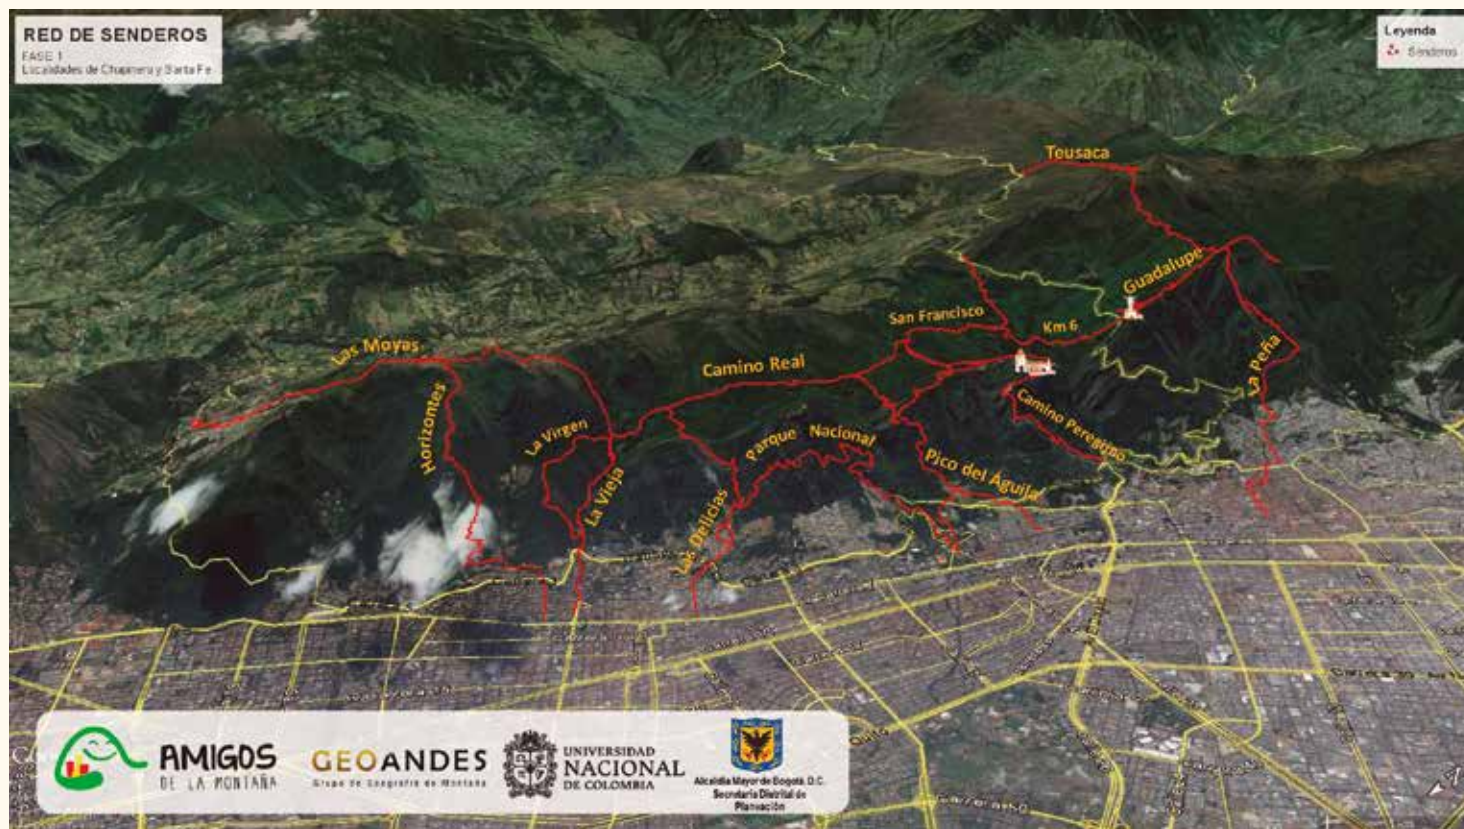 RED DE SENDEROS
FASE 1
Localidades de Chapinero y Santa Fe
Leyenda
Senderos
Teusaca
Guadalupe
San Francisco
Km 6
Las Moyas
Camino Real
La Peña
Horizontes
La Virgen
Camino Peregrino
Parque Nacional
La Vieja
Pico del Águila
Las Delicias
AMIGOS
DE LA MONTAÑA
GEOANDES
Grupo de Geografía de Montaña
UNIVERSIDAD
NACIONAL
DE COLOMBIA
Alcaldía Mayor de Bogotá D.C.
Secretaría Distrital de
Planeación